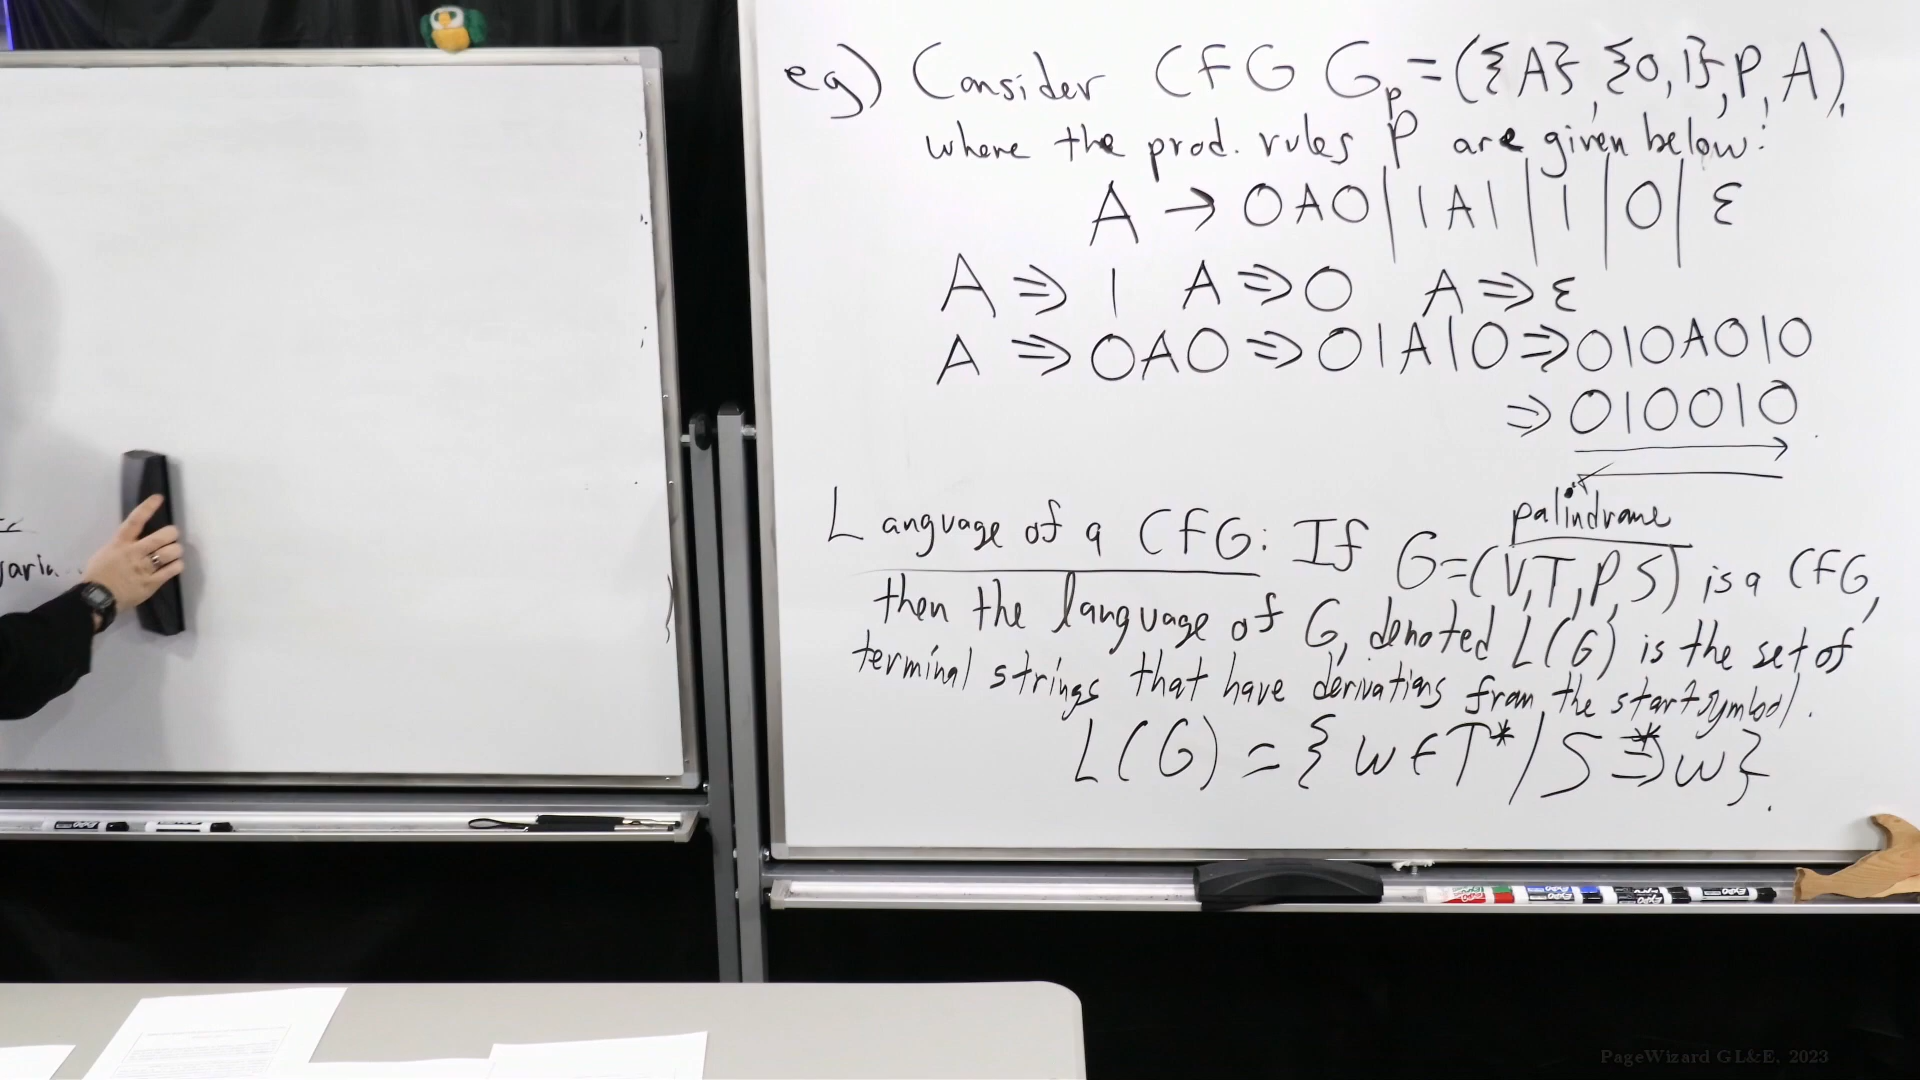 eg) Consider CFG Gp = ({A}, {0,1}, P, A),
where the prod. rules P are given below:
A → 0A0 | 1A1 | 1 | 0 | ε
A ⇒ 1 A ⇒ 0 A ⇒ ε
A ⇒ 0A0 ⇒ 01A10 ⇒ 010A010
⇒ 010010
palindrome
Language of a CFG: If G=(V,T,P,S) is a CFG,
then the language of G, denoted L(G) is the set of
terminal strings that have derivations from the start symbol.
L(G) = {w ∈ T* / S ⇒* w}.
PageWizard GL&E, 2023